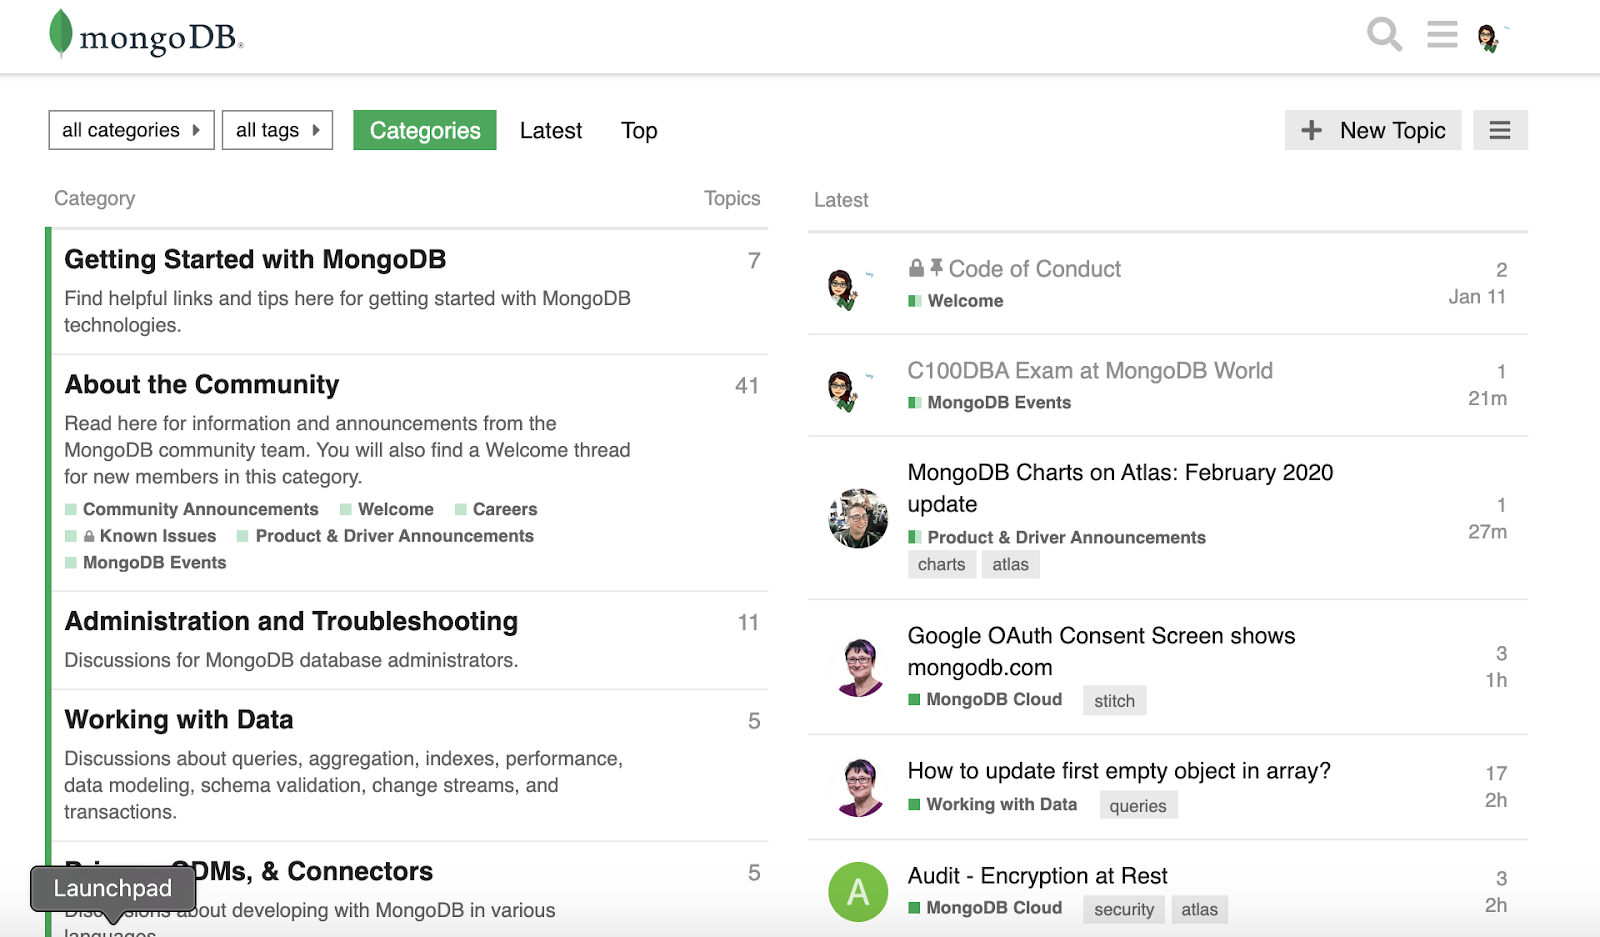 mongoDB.
all categories
all tags
Categories
Latest
Top
+ New Topic
Category
Topics
Getting Started with MongoDB
7
Find helpful links and tips here for getting started with MongoDB
technologies.
About the Community
41
Read here for information and announcements from the
MongoDB community team. You will also find a Welcome thread
for new members in this category.
Community Announcements Welcome Careers
Known Issues Product & Driver Announcements
MongoDB Events
Administration and Troubleshooting
11
Discussions for MongoDB database administrators.
Working with Data
5
Discussions about queries, aggregation, indexes, performance,
data modeling, schema validation, change streams, and
transactions.
ODMs, & Connectors
5
Launchpad
about developing with MongoDB in various
Latest
Code of Conduct
2
Welcome
Jan 11
C100DBA Exam at MongoDB World
1
MongoDB Events
21m
MongoDB Charts on Atlas: February 2020
update
1
Product & Driver Announcements
27m
charts atlas
Google OAuth Consent Screen shows
mongodb.com
3
MongoDB Cloud stitch
1h
How to update first empty object in array?
17
Working with Data queries
2h
A
Audit - Encryption at Rest
3
MongoDB Cloud security atlas
2h